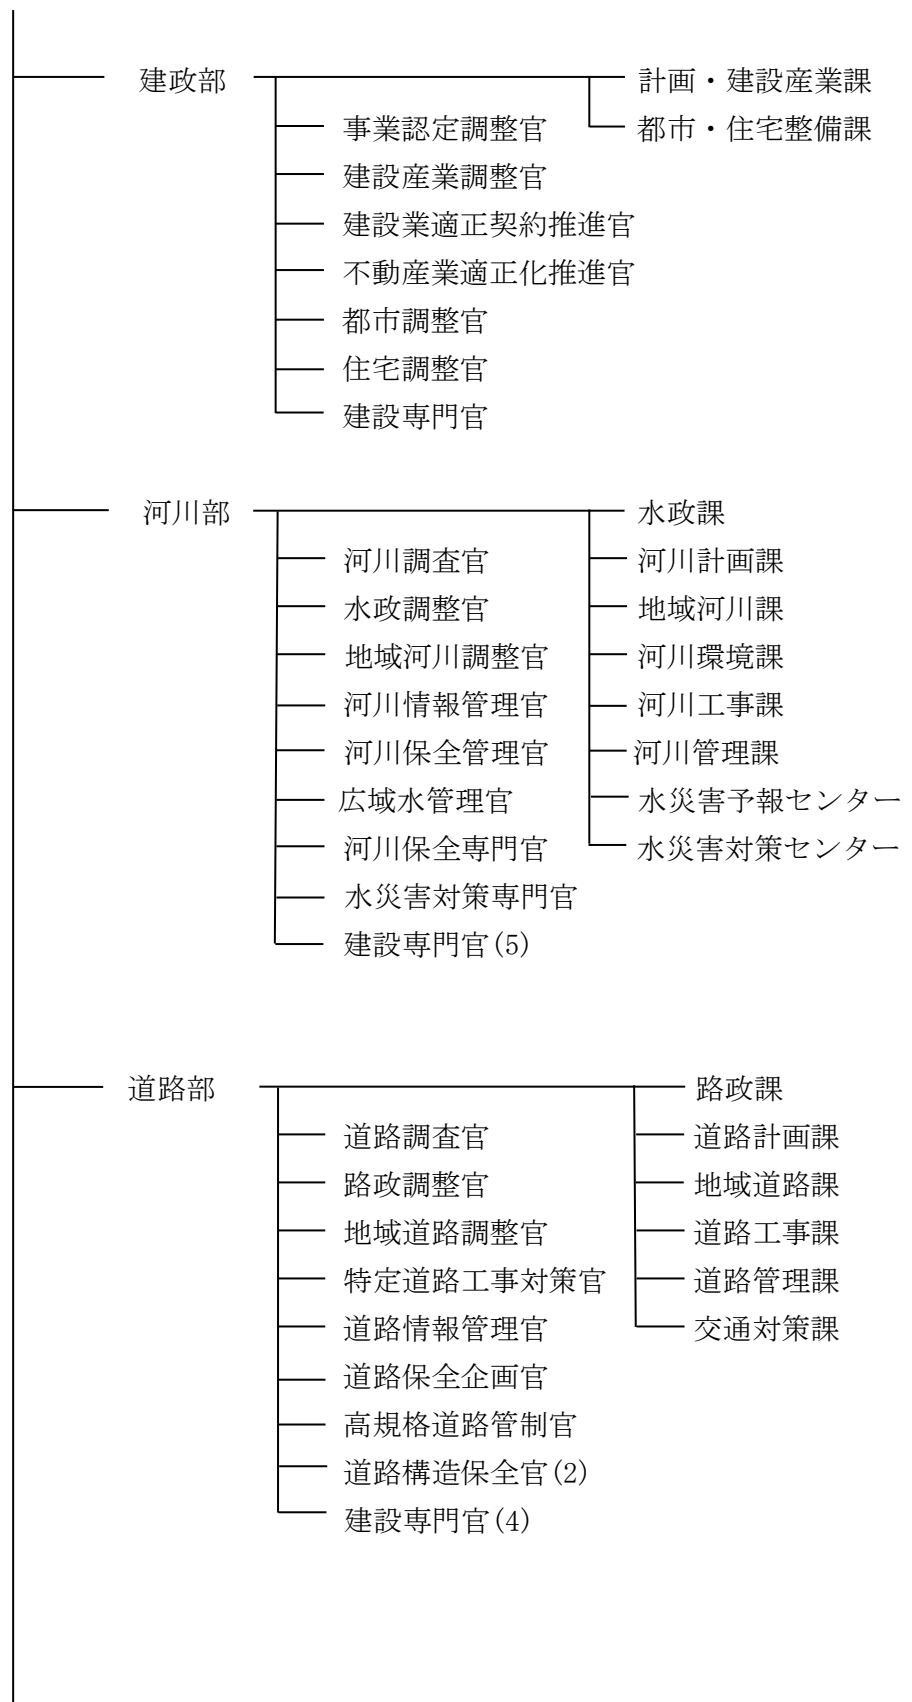 建政部 計画・建設産業課
事業認定調整官 都市・住宅整備課
建設産業調整官
建設業適正契約推進官
不動産業適正化推進官
都市調整官
住宅調整官
建設専門官
河川部 水政課
河川調査官 河川計画課
水政調整官 地域河川課
地域河川調整官 河川環境課
河川情報管理官 河川工事課
河川保全管理官 河川管理課
広域水管理官 水災害予報センター
河川保全専門官 水災害対策センター
水災害対策専門官
建設専門官(5)
道路部 路政課
道路調査官 道路計画課
路政調整官 地域道路課
地域道路調整官 道路工事課
特定道路工事対策官 道路管理課
道路情報管理官 交通対策課
道路保全企画官
高規格道路管制官
道路構造保全官(2)
建設専門官(4)